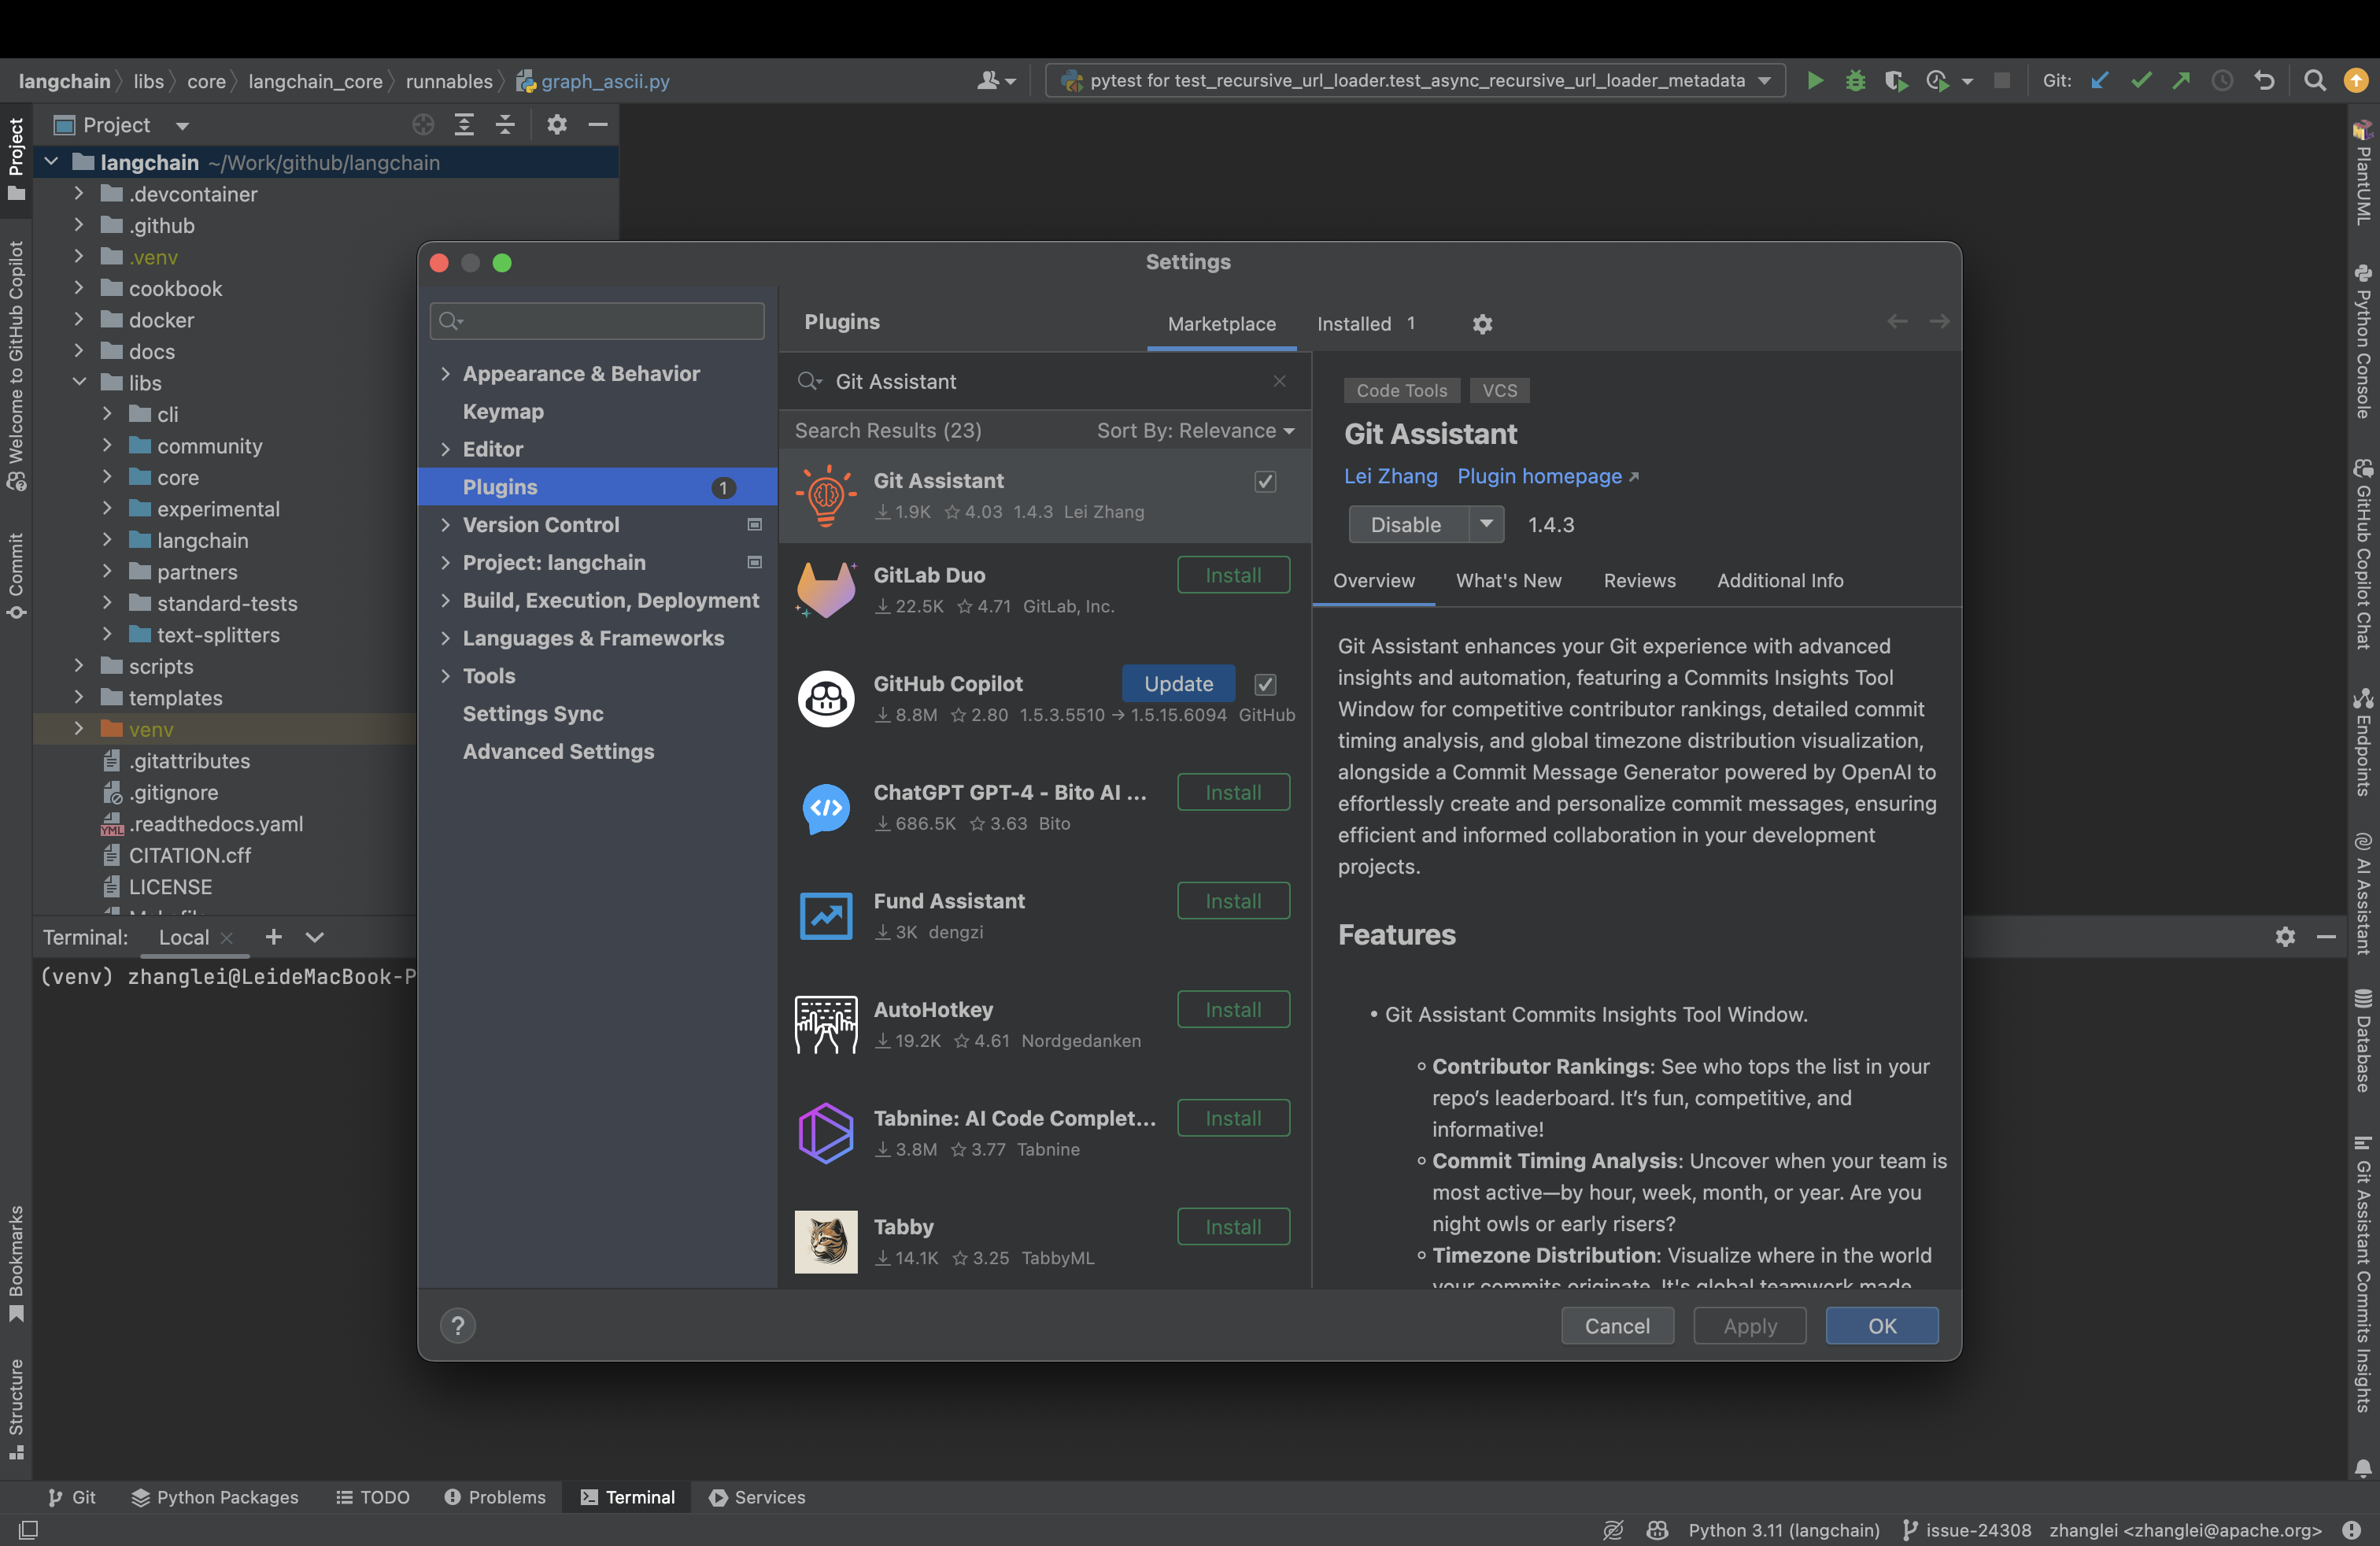 langchain libs core langchain_core runnables graph_ascii.py
pytest for test_recursive_url_loader.test_async_recursive_url_loader_metadata
Git:
Project
Welcome to GitHub Copilot
Commit
Bookmarks
Structure
Project
langchain ~/Work/github/langchain
.devcontainer
.github
.venv
cookbook
docker
docs
libs
cli
community
core
experimental
langchain
partners
standard-tests
text-splitters
scripts
templates
venv
.gitattributes
.gitignore
YML .readthedocs.yaml
CITATION.cff
LICENSE
Terminal: Local
(venv) zhanglei@LeideMacBook-P
Settings
Appearance & Behavior
Keymap
Editor
Plugins 1
Version Control
Project: langchain
Build, Execution, Deployment
Languages & Frameworks
Tools
Settings Sync
Advanced Settings
Plugins
Marketplace
Installed 1
Git Assistant
Search Results (23)
Sort By: Relevance
Git Assistant
1.9K 4.03 1.4.3 Lei Zhang
GitLab Duo
Install
22.5K 4.71 GitLab, Inc.
GitHub Copilot
Update
8.8M 2.80 1.5.3.5510 → 1.5.15.6094 GitHub
ChatGPT GPT-4 - Bito AI ...
Install
686.5K 3.63 Bito
Fund Assistant
Install
3K dengzi
AutoHotkey
Install
19.2K 4.61 Nordgedanken
Tabnine: AI Code Complet...
Install
3.8M 3.77 Tabnine
Tabby
Install
14.1K 3.25 TabbyML
Code Tools VCS
Git Assistant
Lei Zhang Plugin homepage
Disable 1.4.3
Overview What's New Reviews Additional Info
Git Assistant enhances your Git experience with advanced
insights and automation, featuring a Commits Insights Tool
Window for competitive contributor rankings, detailed commit
timing analysis, and global timezone distribution visualization,
alongside a Commit Message Generator powered by OpenAI to
effortlessly create and personalize commit messages, ensuring
efficient and informed collaboration in your development
projects.
Features
• Git Assistant Commits Insights Tool Window.
Contributor Rankings: See who tops the list in your
repo’s leaderboard. It’s fun, competitive, and
informative!
Commit Timing Analysis: Uncover when your team is
most active—by hour, week, month, or year. Are you
night owls or early risers?
Timezone Distribution: Visualize where in the world
your commits originate. It's global teamwork made
?
Cancel
Apply
OK
PlantUML
Python Console
GitHub Copilot Chat
Endpoints
AI Assistant
Database
Git Assistant Commits Insights
Git
Python Packages
TODO
Problems
Terminal
Services
Python 3.11 (langchain)
issue-24308
zhanglei <zhanglei@apache.org>